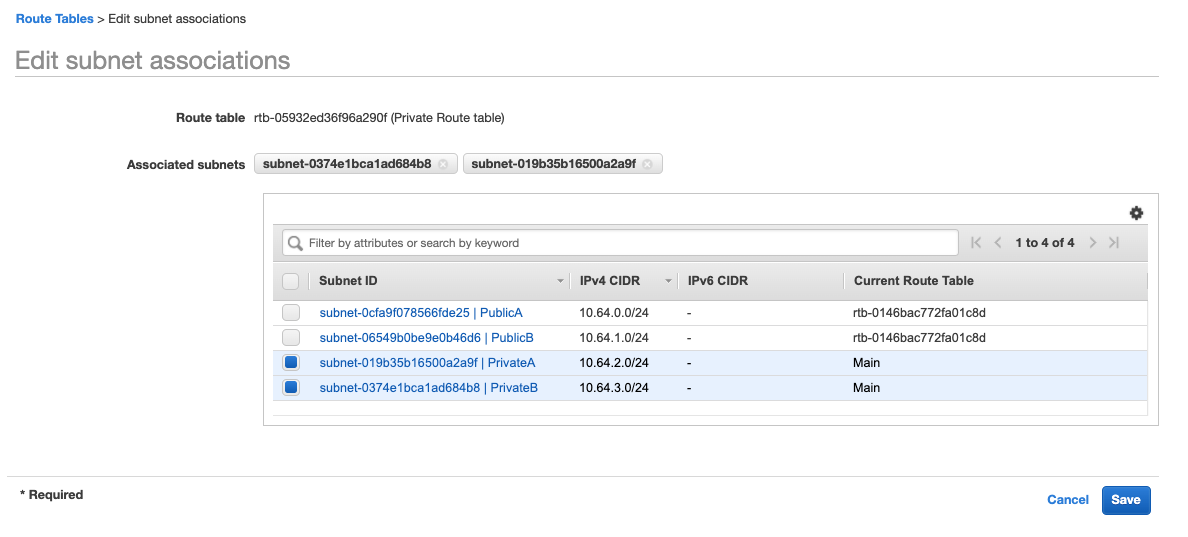 Route Tables > Edit subnet associations
Edit subnet associations
Route table rtb-05932ed36f96a290f (Private Route table)
Associated subnets subnet-0374e1bca1ad684b8 subnet-019b35b16500a2a9f
Filter by attributes or search by keyword 1 to 4 of 4
Subnet ID IPv4 CIDR IPv6 CIDR Current Route Table
subnet-0cfa9f078566fde25 | PublicA 10.64.0.0/24 - rtb-0146bac772fa01c8d
subnet-06549b0be9e0b46d6 | PublicB 10.64.1.0/24 - rtb-0146bac772fa01c8d
subnet-019b35b16500a2a9f | PrivateA 10.64.2.0/24 - Main
subnet-0374e1bca1ad684b8 | PrivateB 10.64.3.0/24 - Main
* Required
Cancel Save